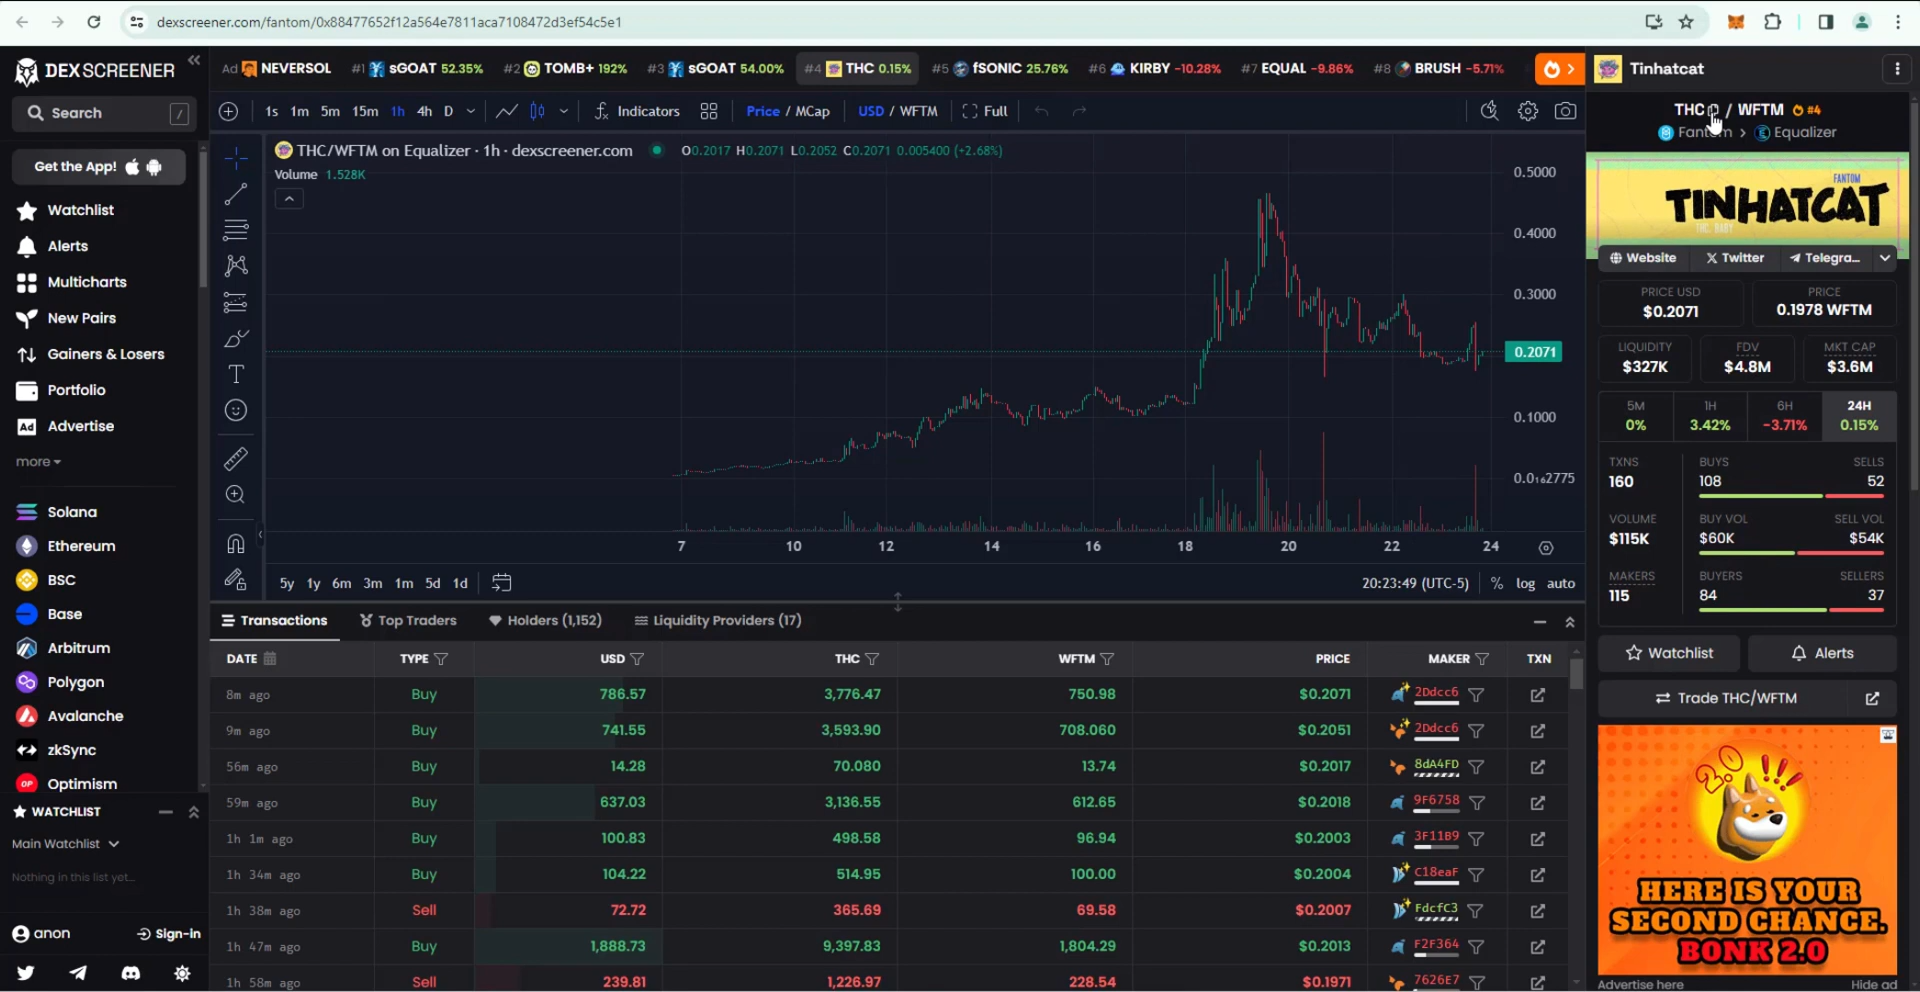 dexscreener.com/fantom/0x88477652f12a564e7811aca7108472d3ef54c5e1
DEXSCREENER
Ad NEVERSOL #1 sGOAT 52.35% #2 TOMB+ 192% #3 sGOAT 54.00% #4 THC 0.15% #5 fSONIC 25.76% #6 KIRBY -10.28% #7 EQUAL -9.86% #8 BRUSH -5.71%
Tinhatcat
Search /
1s 1m 5m 15m 1h 4h D Indicators Price / MCap USD / WFTM Full
THC / WFTM #4
Fantom > Equalizer
Get the App!
Watchlist
Alerts
Multicharts
New Pairs
Gainers & Losers
Portfolio
Ad Advertise
more
Solana
Ethereum
BSC
Base
Arbitrum
Polygon
Avalanche
zkSync
OP Optimism
WATCHLIST
Main Watchlist
Nothing in this list yet...
anon Sign-in
THC/WFTM on Equalizer · 1h · dexscreener.com O0.2017 H0.2071 L0.2052 C0.2071 0.005400 (+2.68%)
Volume 1.528K
0.5000
0.4000
0.3000
0.2071
0.1000
0.0₁₆2775
7 10 12 14 16 18 20 22 24
5y 1y 6m 3m 1m 5d 1d 20:23:49 (UTC-5) % log auto
Transactions Top Traders Holders (1,152) Liquidity Providers (17)
DATE TYPE USD THC WFTM PRICE MAKER TXN
8m ago Buy 786.57 3,776.47 750.98 $0.2071 2Ddcc6
9m ago Buy 741.55 3,593.90 708.060 $0.2051 2Ddcc6
56m ago Buy 14.28 70.080 13.74 $0.2017 8dA4FD
59m ago Buy 637.03 3,136.55 612.65 $0.2018 9F6758
1h 1m ago Buy 100.83 498.58 96.94 $0.2003 3F11B9
1h 34m ago Buy 104.22 514.95 100.00 $0.2004 C18eaF
1h 38m ago Sell 72.72 365.69 69.58 $0.2007 FdcfC3
1h 47m ago Buy 1,888.73 9,397.83 1,804.29 $0.2013 F2F364
1h 58m ago Sell 239.81 1,226.97 228.54 $0.1971 7626E7
FANTOM
TINHATCAT
THC, BABY
Website Twitter Telegra...
PRICE USD PRICE
$0.2071 0.1978 WFTM
LIQUIDITY FDV MKT CAP
$327K $4.8M $3.6M
5M 1H 6H 24H
0% 3.42% -3.71% 0.15%
TXNS BUYS SELLS
160 108 52
VOLUME BUY VOL SELL VOL
$115K $60K $54K
MAKERS BUYERS SELLERS
115 84 37
Watchlist Alerts
Trade THC/WFTM
2.0 !!!
HERE IS YOUR
SECOND CHANCE.
BONK 2.0
Advertise here Hide ad